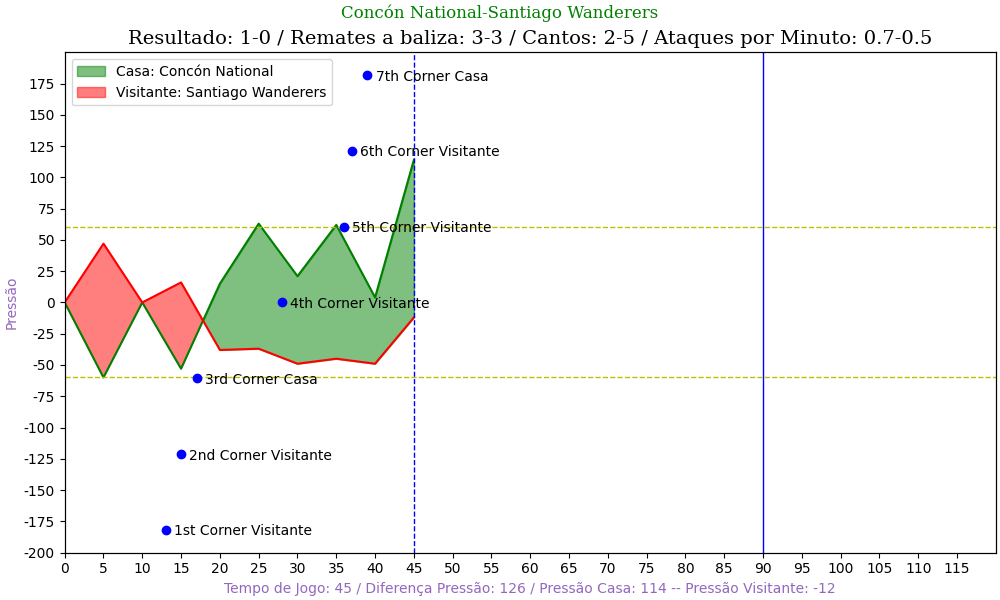 Concón National-Santiago Wanderers
Resultado: 1-0 / Remates a baliza: 3-3 / Cantos: 2-5 / Ataques por Minuto: 0.7-0.5
Casa: Concón National
Visitante: Santiago Wanderers
7th Corner Casa
6th Corner Visitante
5th Corner Visitante
4th Corner Visitante
3rd Corner Casa
2nd Corner Visitante
1st Corner Visitante
Pressão
175
150
125
100
75
50
25
0
-25
-50
-75
-100
-125
-150
-175
-200
0 5 10 15 20 25 30 35 40 45 50 55 60 65 70 75 80 85 90 95 100 105 110 115
Tempo de Jogo: 45 / Diferença Pressão: 126 / Pressão Casa: 114 -- Pressão Visitante: -12